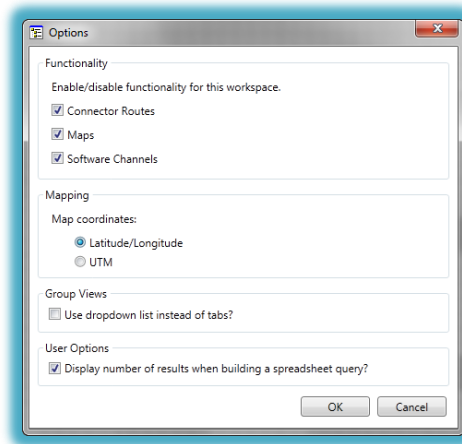 Options
Functionality
Enable/disable functionality for this workspace.
Connector Routes
Maps
Software Channels
Mapping
Map coordinates:
Latitude/Longitude
UTM
Group Views
Use dropdown list instead of tabs?
User Options
Display number of results when building a spreadsheet query?
OK Cancel